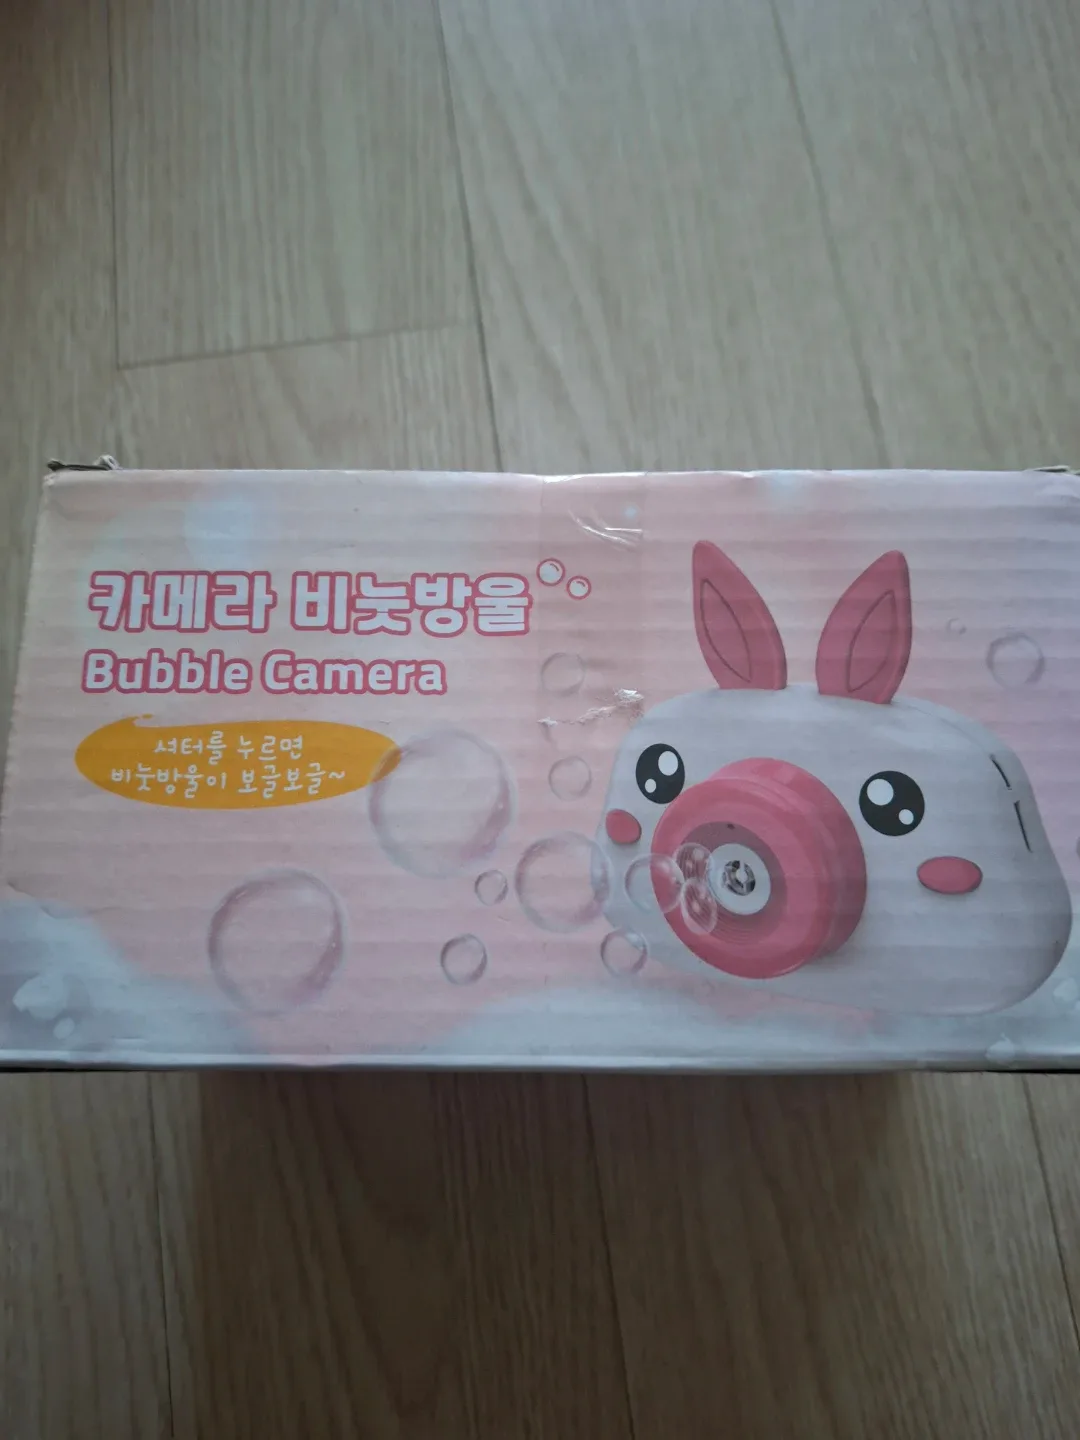 카메라 비눗방울
Bubble Camera
셔터를 누르면
비눗방울이 보글보글~